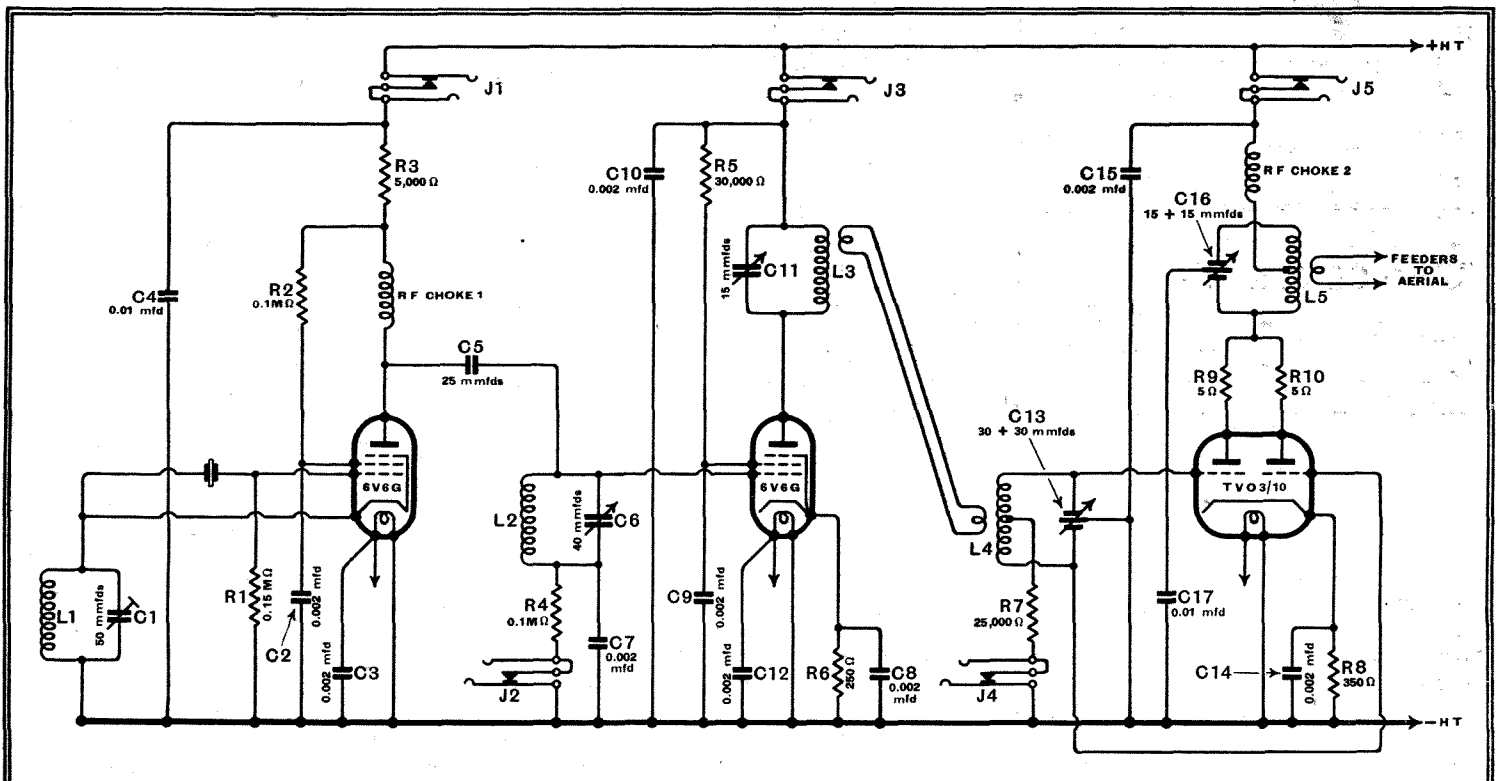 +HT
J1
J3
J5
R3
5,000 Ω
C10
0.002 mfd
R5
30,000 Ω
C15
0.002 mfd
RF CHOKE 2
C16
15 + 15 mmfds
C4
0.01 mfd
R2
0.1MΩ
RF CHOKE 1
15 mmfds
C11
L3
FEEDERS
TO
AERIAL
L5
C5
25 mmfds
R9
5Ω
R10
5Ω
C13
30 + 30 mmfds
6V6G
6V6G
TVO3/10
L2
40 mmfds
C6
L4
L1
50 mmfds
C1
R1
0.15 MΩ
C2
0.002 mfd
0.002 mfd
C3
R4
0.1MΩ
C7
0.002
mfd
J2
C9
0.002 mfd
0.002 mfd
C12
R6
250Ω
C8
0.002
mfd
R7
25,000 Ω
J4
C17
0.01 mfd
C14
0.002 mfd
R8
350Ω
-HT